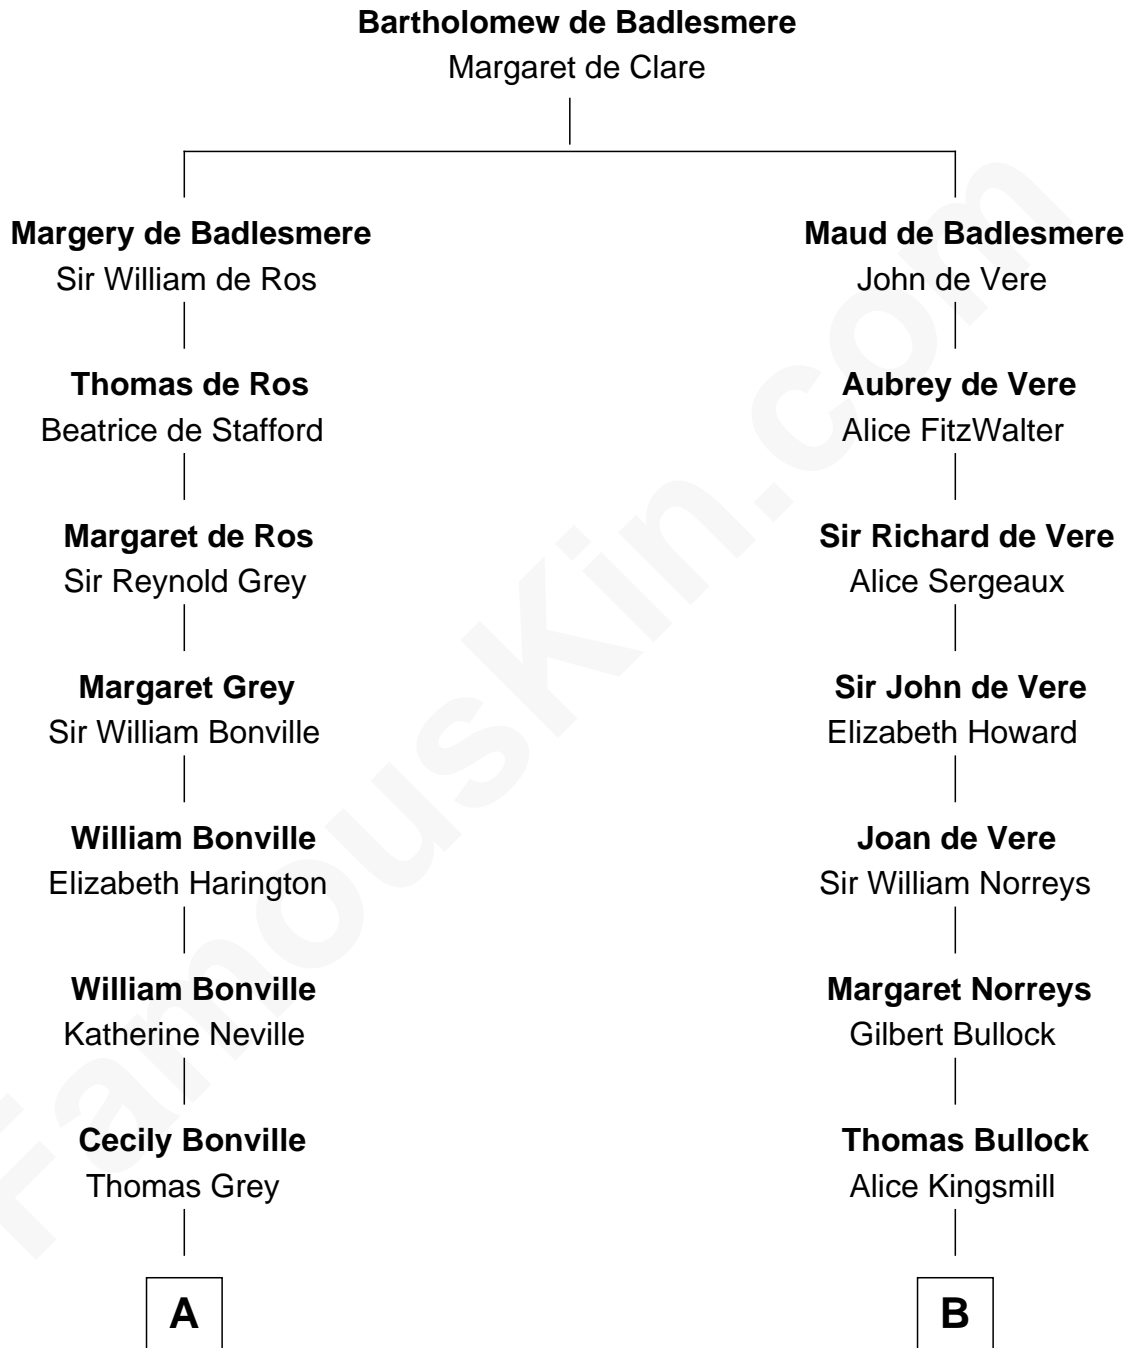 Bartholomew de Badlesmere
Margaret de Clare
Margery de Badlesmere
Sir William de Ros
Maud de Badlesmere
John de Vere
Thomas de Ros
Beatrice de Stafford
Aubrey de Vere
Alice FitzWalter
Margaret de Ros
Sir Reynold Grey
Sir Richard de Vere
Alice Sergeaux
Margaret Grey
Sir William Bonville
Sir John de Vere
Elizabeth Howard
William Bonville
Elizabeth Harington
Joan de Vere
Sir William Norreys
William Bonville
Katherine Neville
Margaret Norreys
Gilbert Bullock
Cecily Bonville
Thomas Grey
Thomas Bullock
Alice Kingsmill
A
B
FamousKin.com